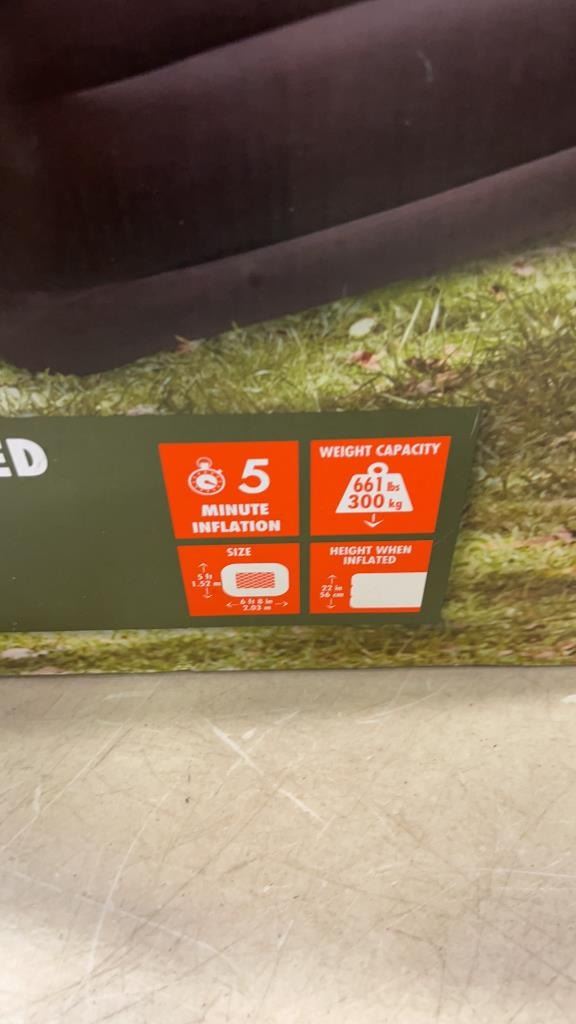 ED
5
MINUTE
INFLATION
WEIGHT CAPACITY
661 lbs
300 kg
SIZE
5 ft
1.52 m
6 ft 8 in
2.03 m
HEIGHT WHEN
INFLATED
22 in
56 cm